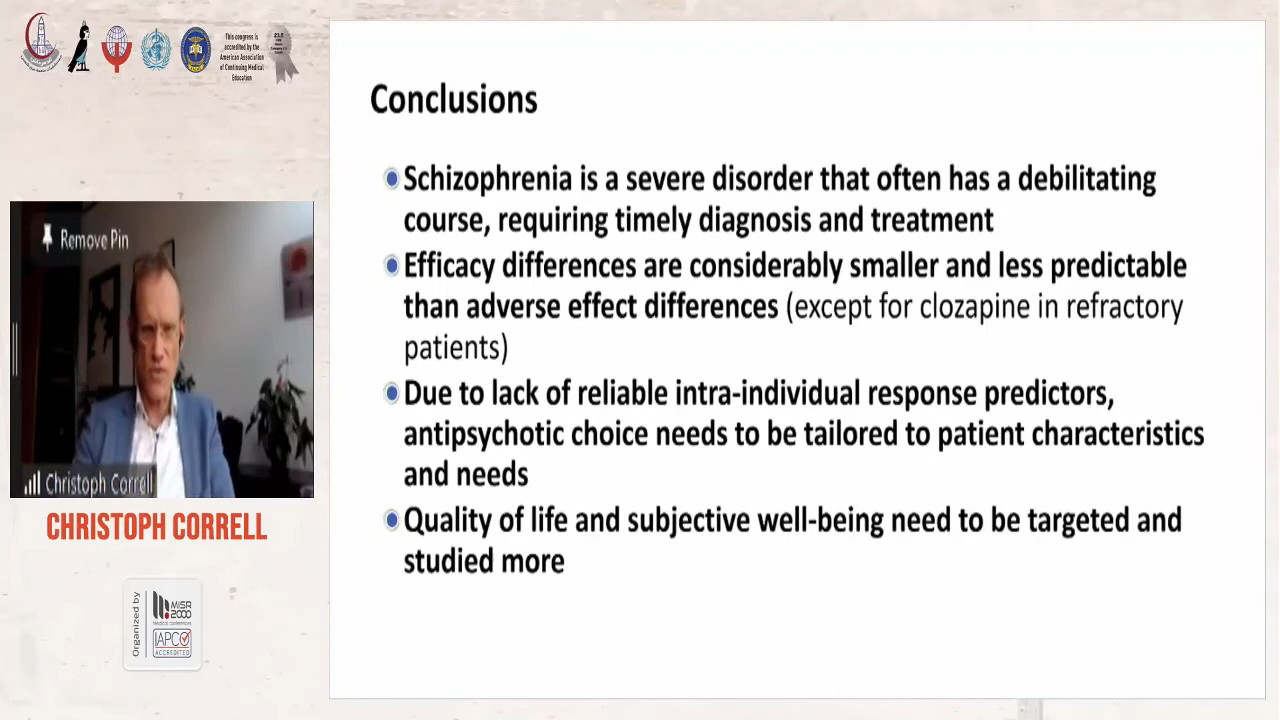 This congress is
accredited by the
American Association
of Continuing Medical
Education
Remove Pin
Christoph Correll
CHRISTOPH CORRELL
Organized by
MISR
2000
Medical conferences
IAPCO
ACCREDITED
Conclusions
Schizophrenia is a severe disorder that often has a debilitating
course, requiring timely diagnosis and treatment
Efficacy differences are considerably smaller and less predictable
than adverse effect differences (except for clozapine in refractory
patients)
Due to lack of reliable intra-individual response predictors,
antipsychotic choice needs to be tailored to patient characteristics
and needs
Quality of life and subjective well-being need to be targeted and
studied more